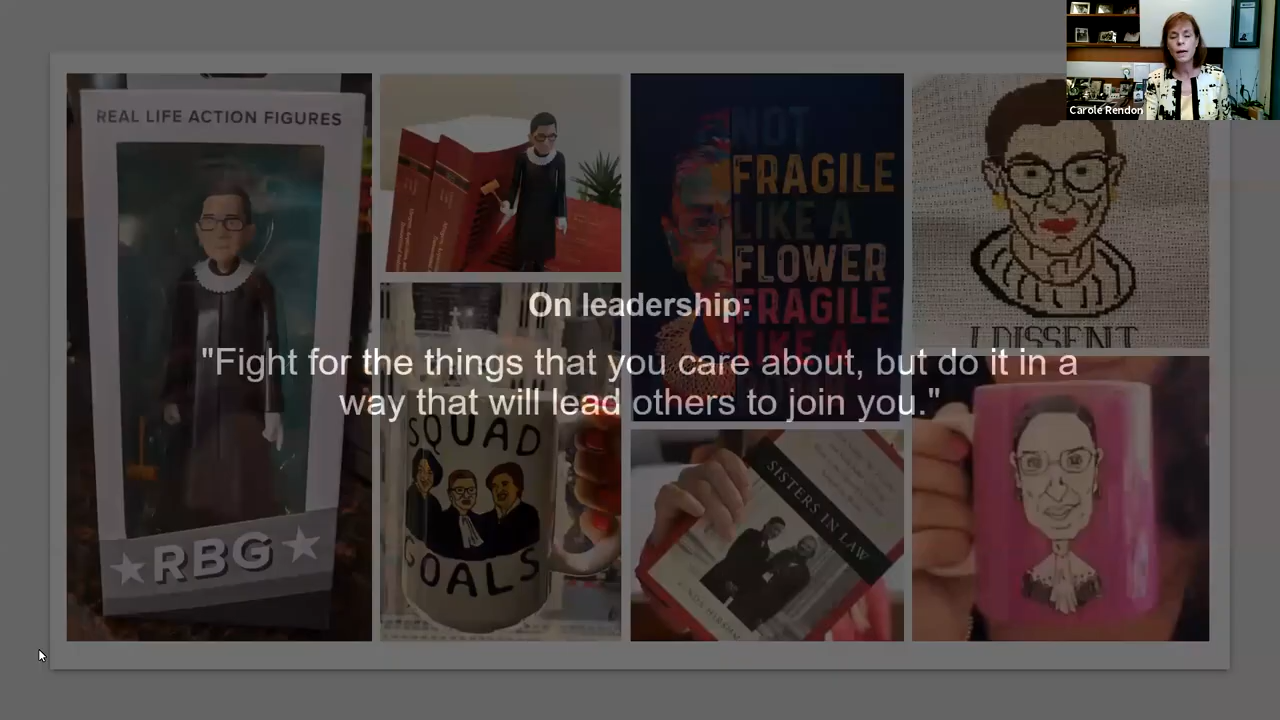 Carole Rendon
REAL LIFE ACTION FIGURES
★RBG★
NOT
FRAGILE
LIKE A
FLOWER
FRAGILE
LIKE A
I DISSENT
On leadership:
"Fight for the things that you care about, but do it in a
way that will lead others to join you."
SQUAD
GOALS
SISTERS IN LAW